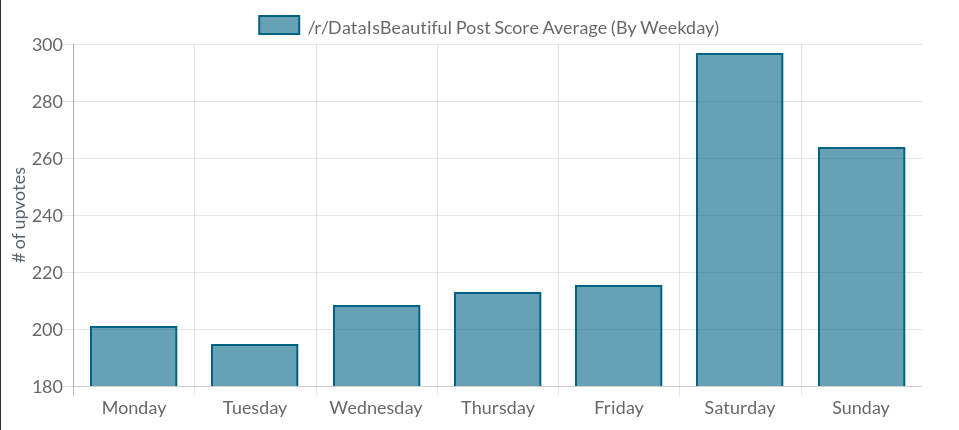 /r/DataIsBeautiful Post Score Average (By Weekday)
300
280
260
240
220
200
180
# of upvotes
Monday Tuesday Wednesday Thursday Friday Saturday Sunday